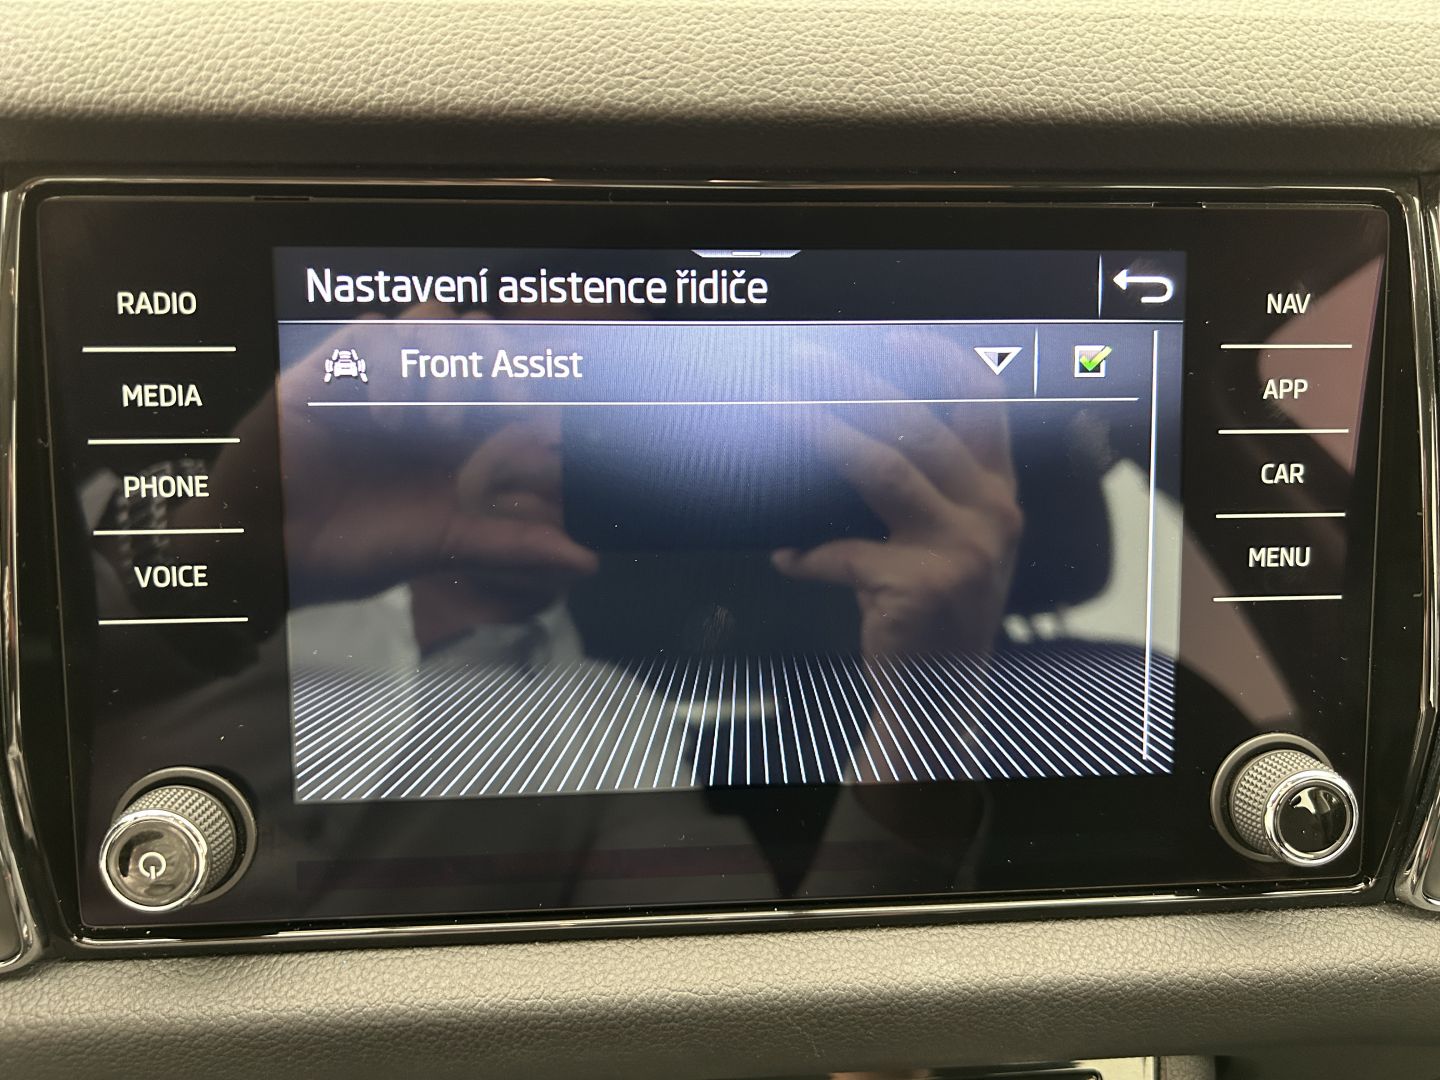 Nastavení asistence řidiče
Front Assist
RADIO
MEDIA
PHONE
VOICE
NAV
APP
CAR
MENU